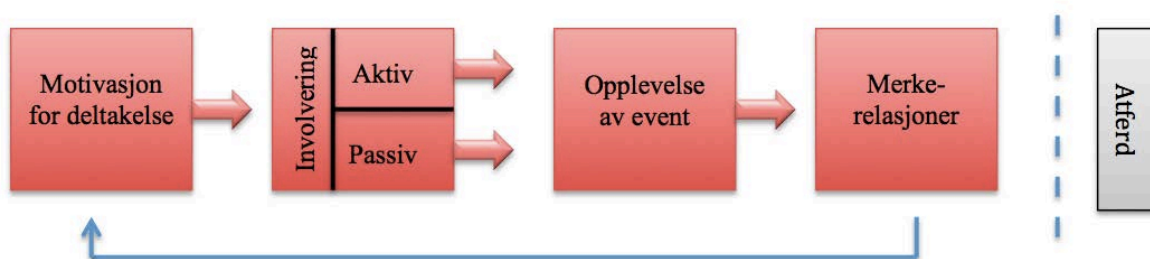 Motivasjon
for deltakelse
Involvering
Aktiv
Passiv
Opplevelse
av event
Merke-
relasjoner
Atferd